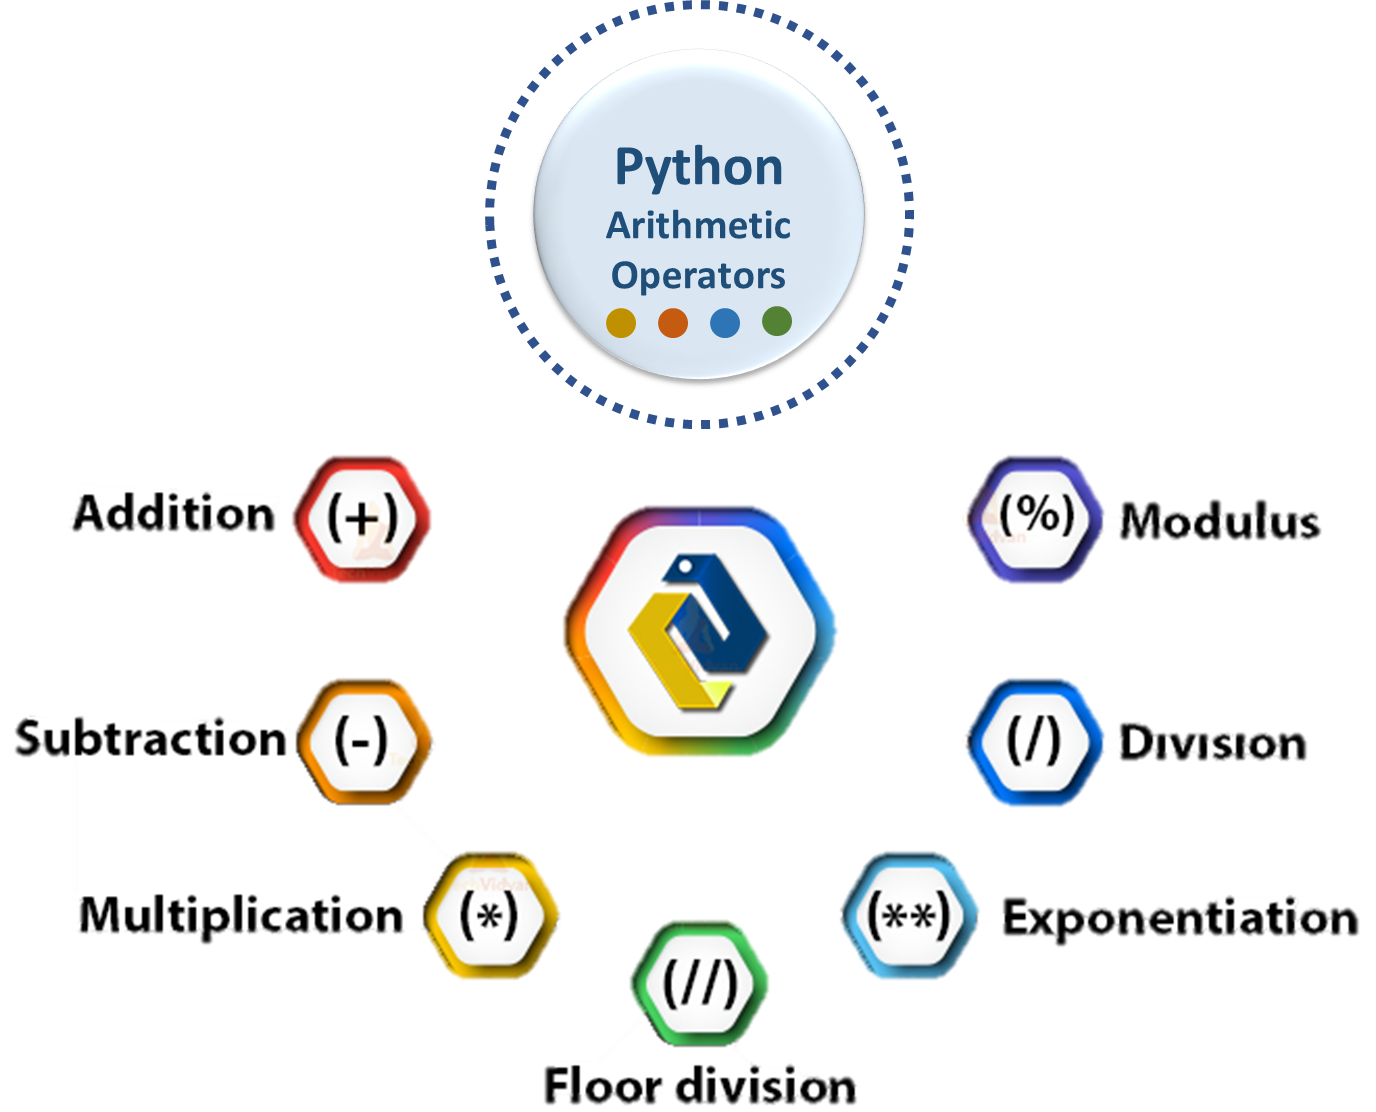 Python
Arithmetic
Operators
Addition (+)
(%) Modulus
Subtraction (-)
(/) Division
Multiplication (*)
(**) Exponentiation
(//)
Floor division